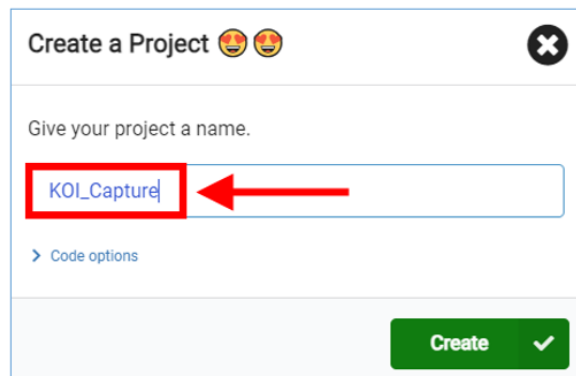 Create a Project 😍😍
Give your project a name.
KOI_Capture
Code options
Create